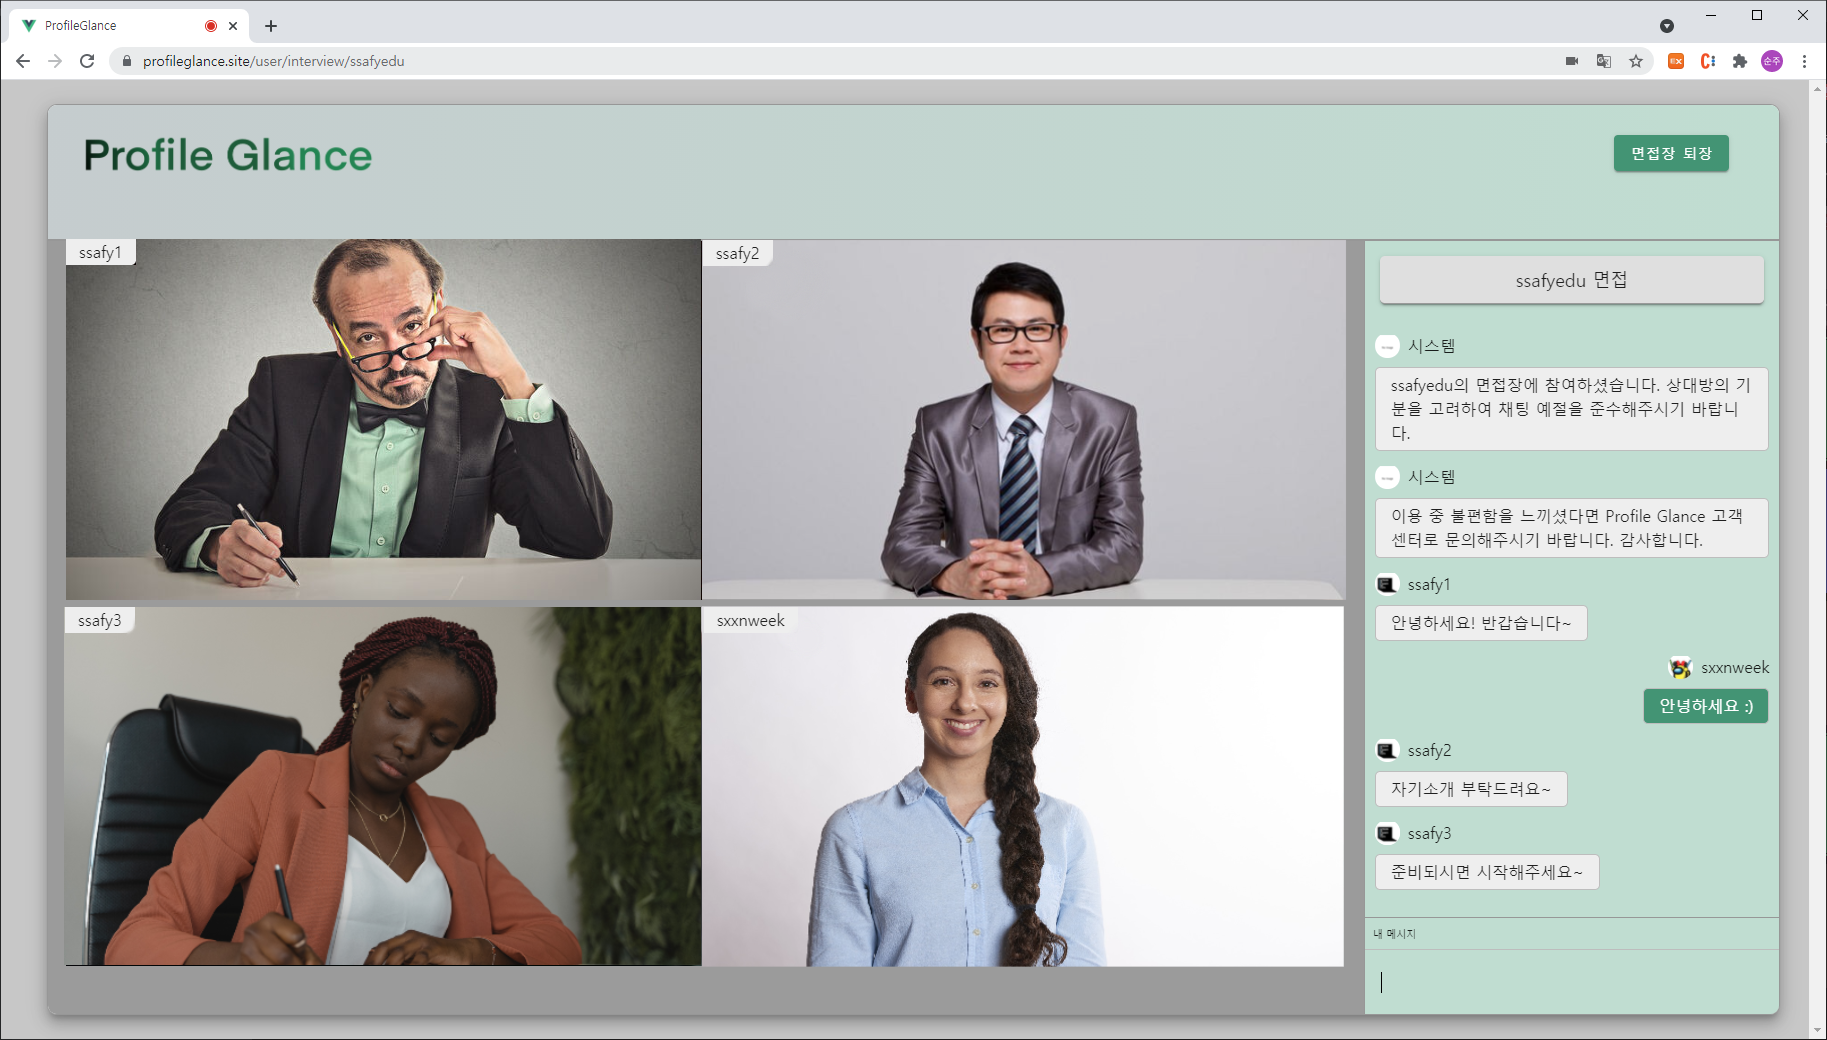 ProfileGlance
profileglance.site/user/interview/ssafyedu
순주
Profile Glance
면접장 퇴장
ssafy1
ssafy2
ssafy3
sxxnweek
ssafyedu 면접
시스템
ssafyedu의 면접장에 참여하셨습니다. 상대방의 기
분을 고려하여 채팅 예절을 준수해주시기 바랍니
다.
시스템
이용 중 불편함을 느끼셨다면 Profile Glance 고객
센터로 문의해주시기 바랍니다. 감사합니다.
ssafy1
안녕하세요! 반갑습니다~
sxxnweek
안녕하세요 :)
ssafy2
자기소개 부탁드려요~
ssafy3
준비되시면 시작해주세요~
내 메시지